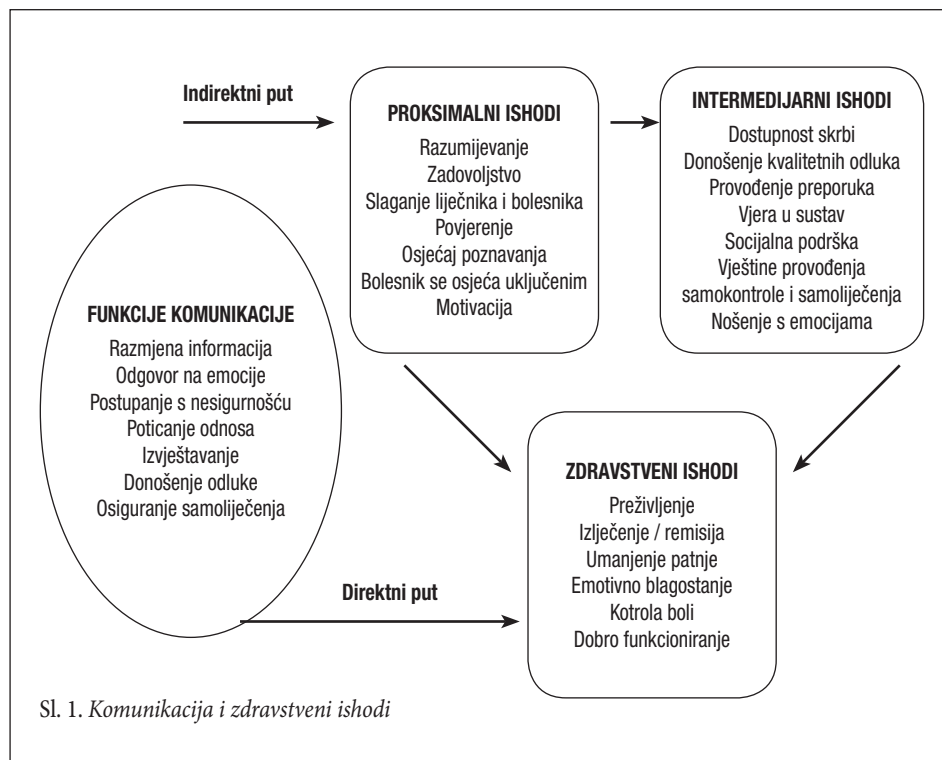 Indirektni put
PROKSIMALNI ISHODI
Razumijevanje
Zadovoljstvo
Slaganje liječnika i bolesnika
Povjerenje
Osjećaj poznavanja
Bolesnik se osjeća uključenim
Motivacija
INTERMEDIJARNI ISHODI
Dostupnost skrbi
Donošenje kvalitetnih odluka
Provođenje preporuka
Vjera u sustav
Socijalna podrška
Vještine provođenja
samokontrole i samoliječenja
Nošenje s emocijama
FUNKCIJE KOMUNIKACIJE
Razmjena informacija
Odgovor na emocije
Postupanje s nesigurnošću
Poticanje odnosa
Izvještavanje
Donošenje odluke
Osiguranje samoliječenja
Direktni put
ZDRAVSTVENI ISHODI
Preživljenje
Izlječenje / remisija
Umanjenje patnje
Emotivno blagostanje
Kotrola boli
Dobro funkcioniranje
Sl. 1. Komunikacija i zdravstveni ishodi